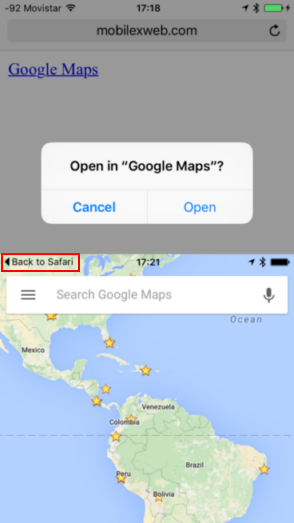 -92 Movistar 17:18
mobilexweb.com
Google Maps
Open in “Google Maps”?
Cancel Open
Back to Safari 17:21
Search Google Maps
Ocean
Mexico
Venezuela
Colombia
Brazil
Peru
Bolivia